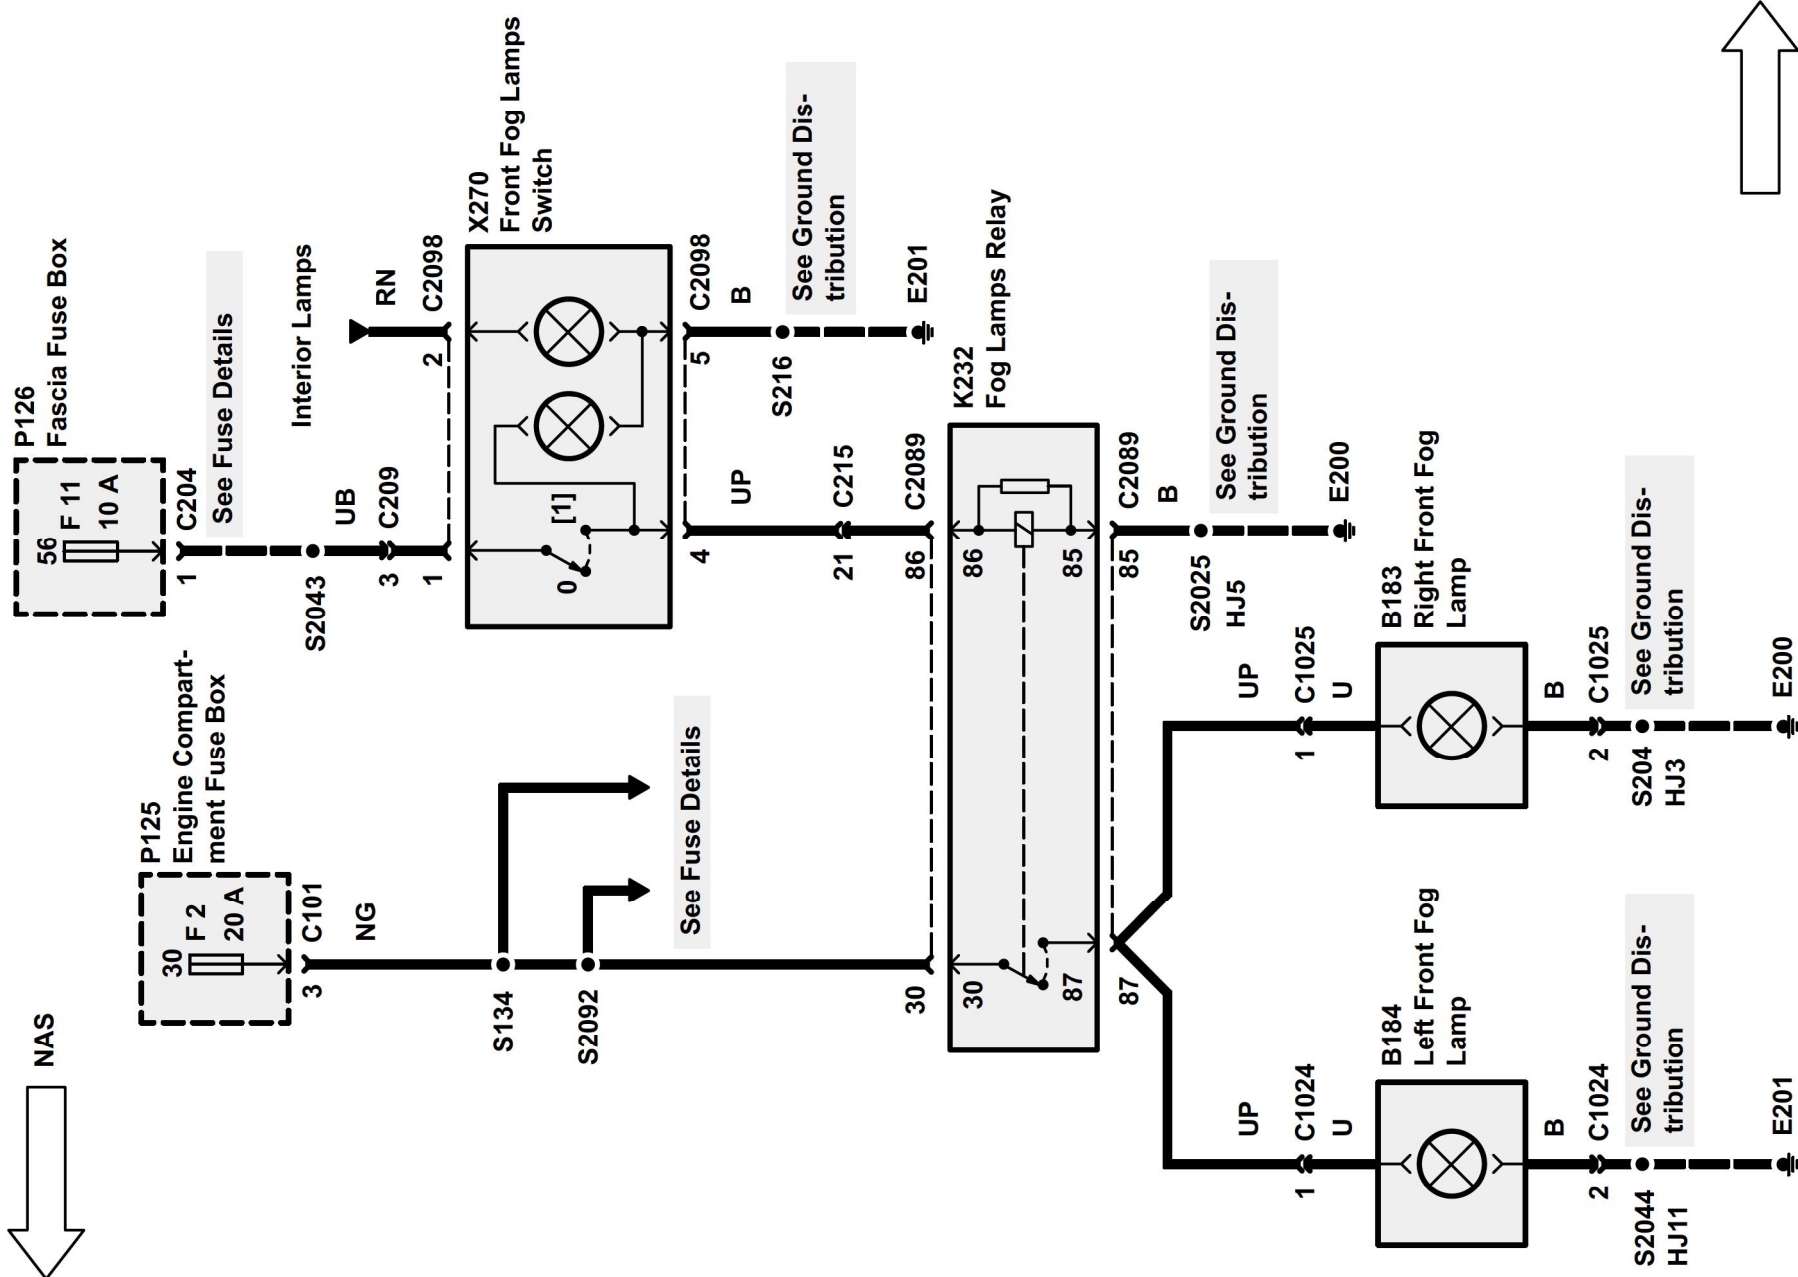 NAS
P125
Engine Compart-
ment Fuse Box
30
F 2
20 A
3
C101
NG
S134
S2092
See Fuse Details
P126
Fascia Fuse Box
56
F 11
10 A
1
C204
See Fuse Details
S2043
UB
3
C209
1
Interior Lamps
RN
2
C2098
X270
Front Fog Lamps
Switch
0
[1]
4
UP
5
C2098
B
S216
See Ground Dis-
tribution
E201
21
C215
86
C2089
30
K232
Fog Lamps Relay
30
86
87
85
87
85
C2089
B
S2025
HJ5
See Ground Dis-
tribution
E200
UP
1
C1024
U
B184
Left Front Fog
Lamp
B
2
C1024
S2044
HJ11
See Ground Dis-
tribution
E201
UP
1
C1025
U
B183
Right Front Fog
Lamp
B
2
C1025
S204
HJ3
See Ground Dis-
tribution
E200